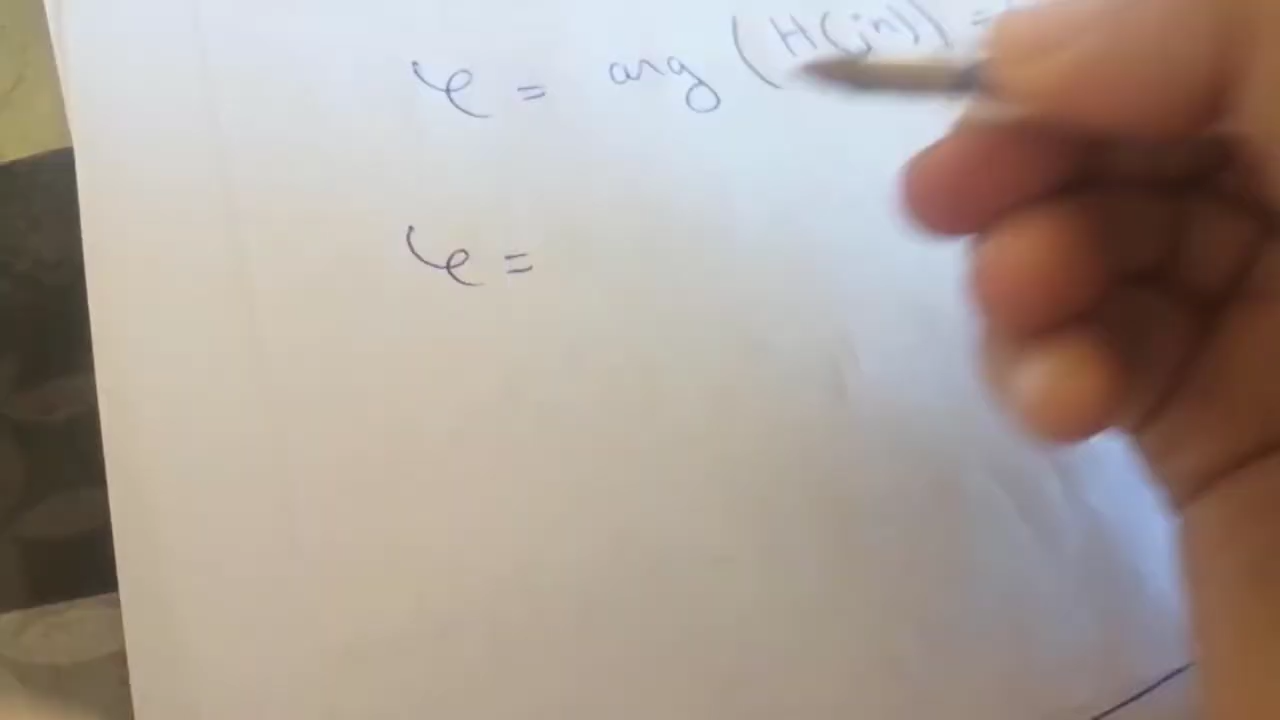 φ = arg (H(jn)) =
φ =